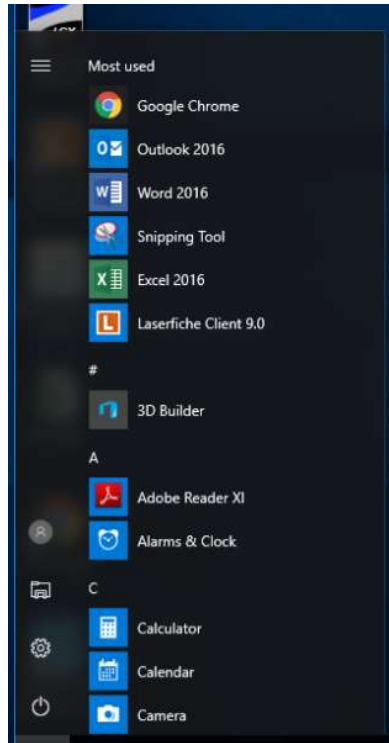 Most used
Google Chrome
Outlook 2016
Word 2016
Snipping Tool
Excel 2016
Laserfiche Client 9.0
#
3D Builder
A
Adobe Reader XI
Alarms & Clock
C
Calculator
Calendar
Camera